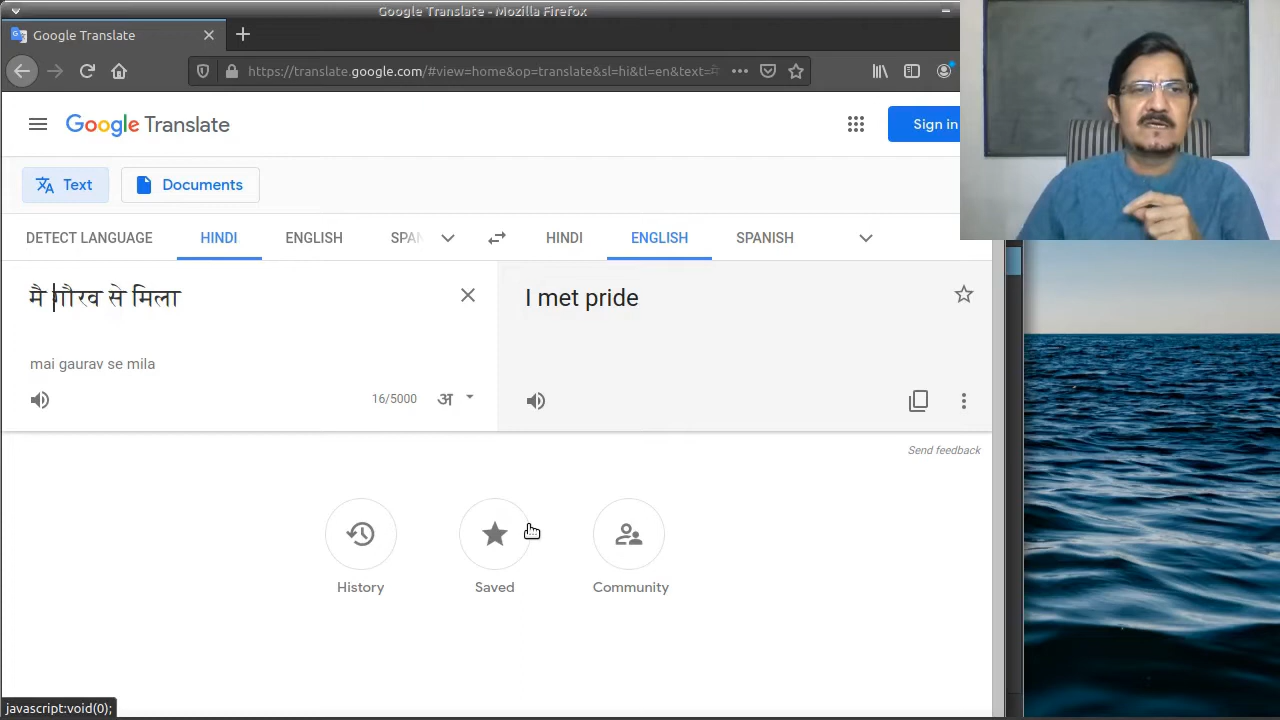 Google Translate - Mozilla Firefox
Google Translate
https://translate.google.com/#view=home&op=translate&sl=hi&tl=en&text=
Google Translate
Sign in
Text
Documents
DETECT LANGUAGE HINDI ENGLISH SPAN HINDI ENGLISH SPANISH
मै गौरव से मिला
I met pride
mai gaurav se mila
16/5000
अ
Send feedback
History
Saved
Community
javascript:void(0);